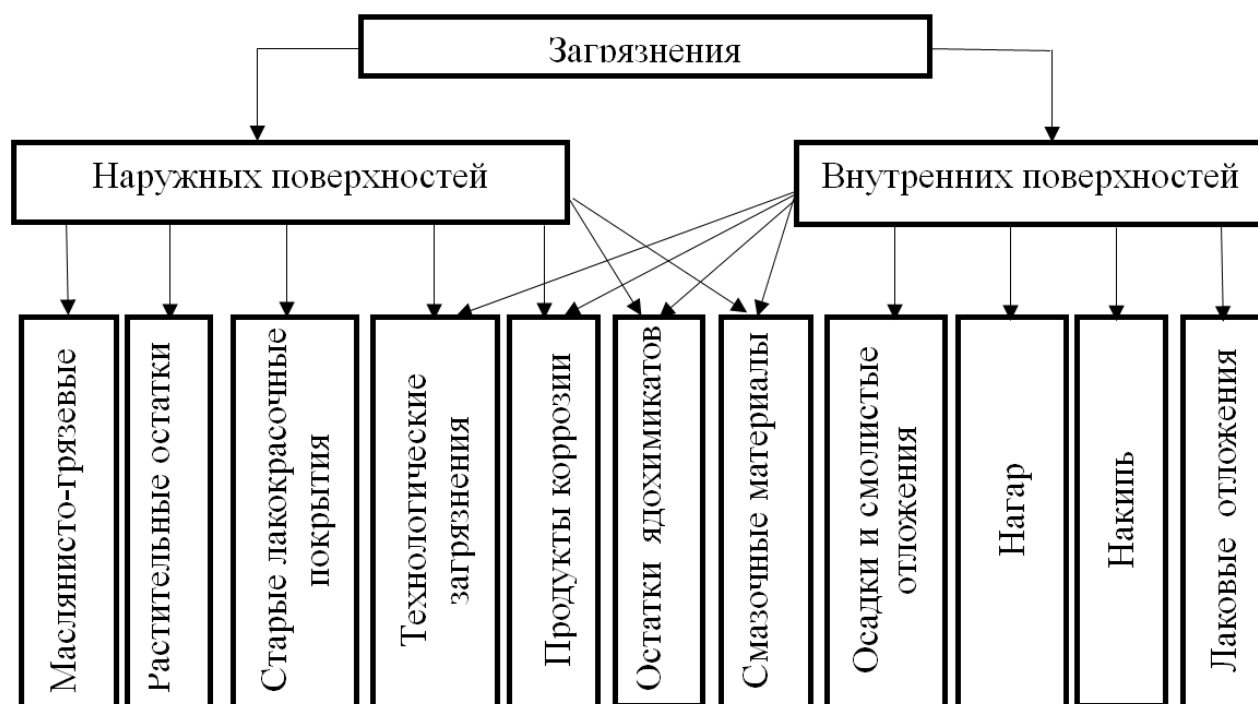 Загрязнения
Наружных поверхностей
Внутренних поверхностей
Маслянисто-грязевые
Растительные остатки
Старые лакокрасочные
покрытия
Технологические
загрязнения
Продукты коррозии
Остатки ядохимикатов
Смазочные материалы
Осадки и смолистые
отложения
Нагар
Накипь
Лаковые отложения